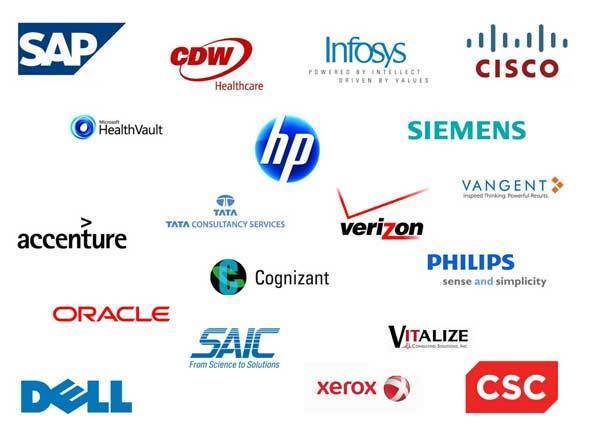 SAP
CDW
Healthcare
Infosys
POWERED BY INTELLECT
DRIVEN BY VALUES
CISCO
Microsoft
HealthVault
hp
SIEMENS
VANGENT
Inspired Thinking. Powerful Results.
TATA
TATA CONSULTANCY SERVICES
verizon
accenture
PHILIPS
sense and simplicity
C Cognizant
ORACLE
SAIC
From Science to Solutions
VITALIZE
CONSULTING SOLUTIONS, INC.
DELL
xerox
CSC